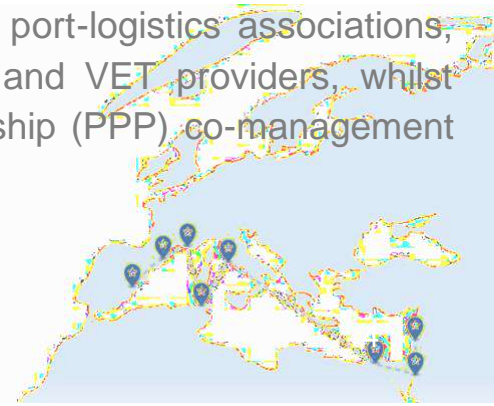 port-logistics associations,
and VET providers, whilst
ship (PPP) co-management